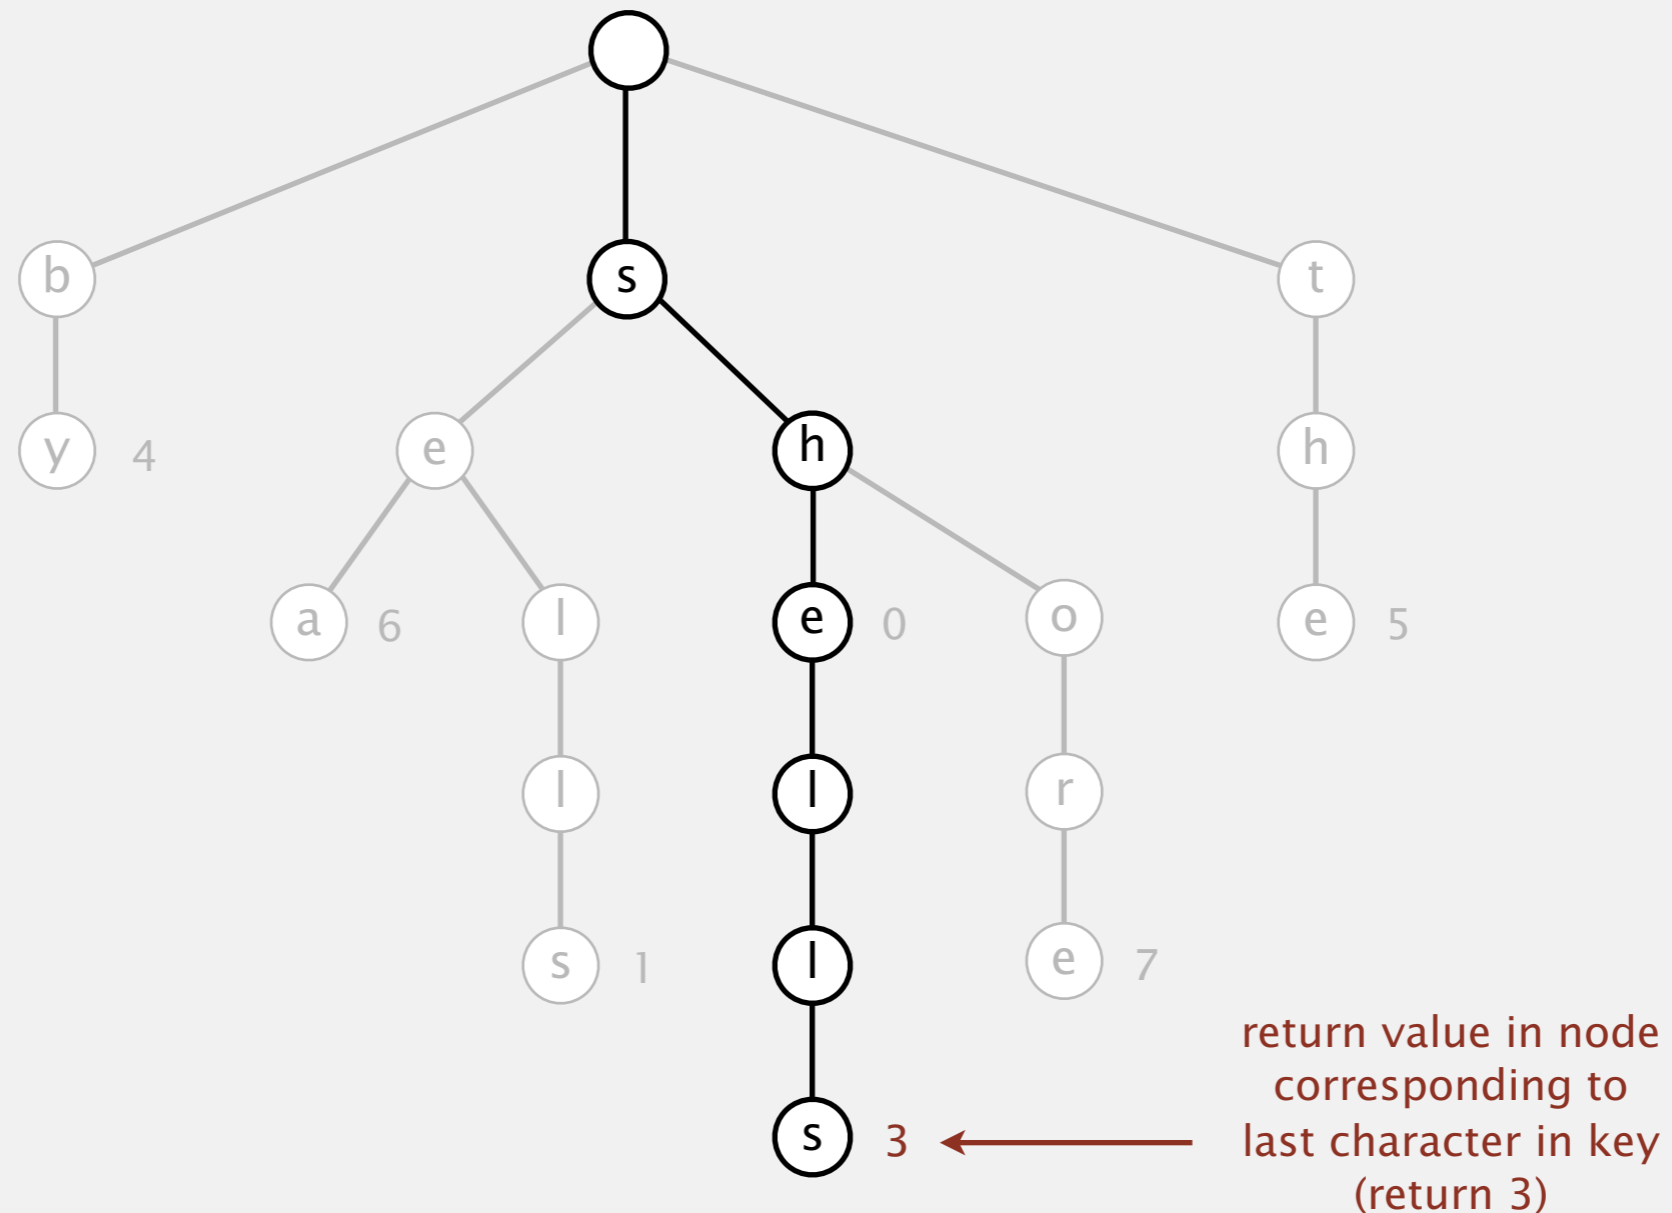 b
s
t
y 4
e
h
h
a 6
l
e 0
o
e 5
l
l
r
s 1
l
e 7
s 3
return value in node
corresponding to
last character in key
(return 3)